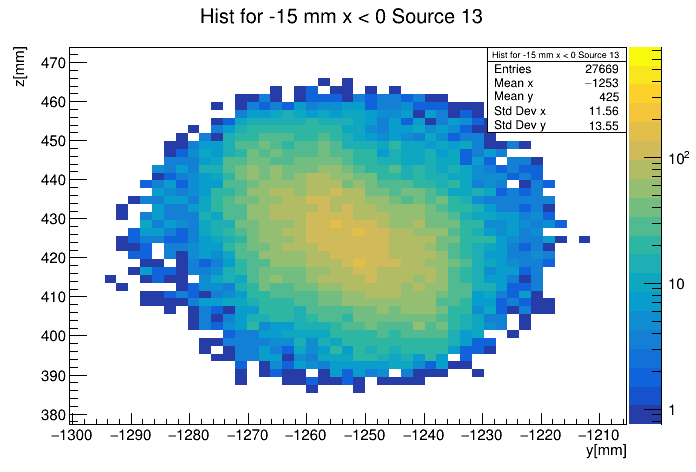 Hist for -15 mm x < 0 Source 13
z[mm]
Hist for -15 mm x < 0 Source 13
Entries 27669
Mean x −1253
Mean y 425
Std Dev x 11.56
Std Dev y 13.55
470
460
450
440
430
420
410
400
390
380
10²
10
1
−1300 −1290 −1280 −1270 −1260 −1250 −1240 −1230 −1220 −1210
y[mm]